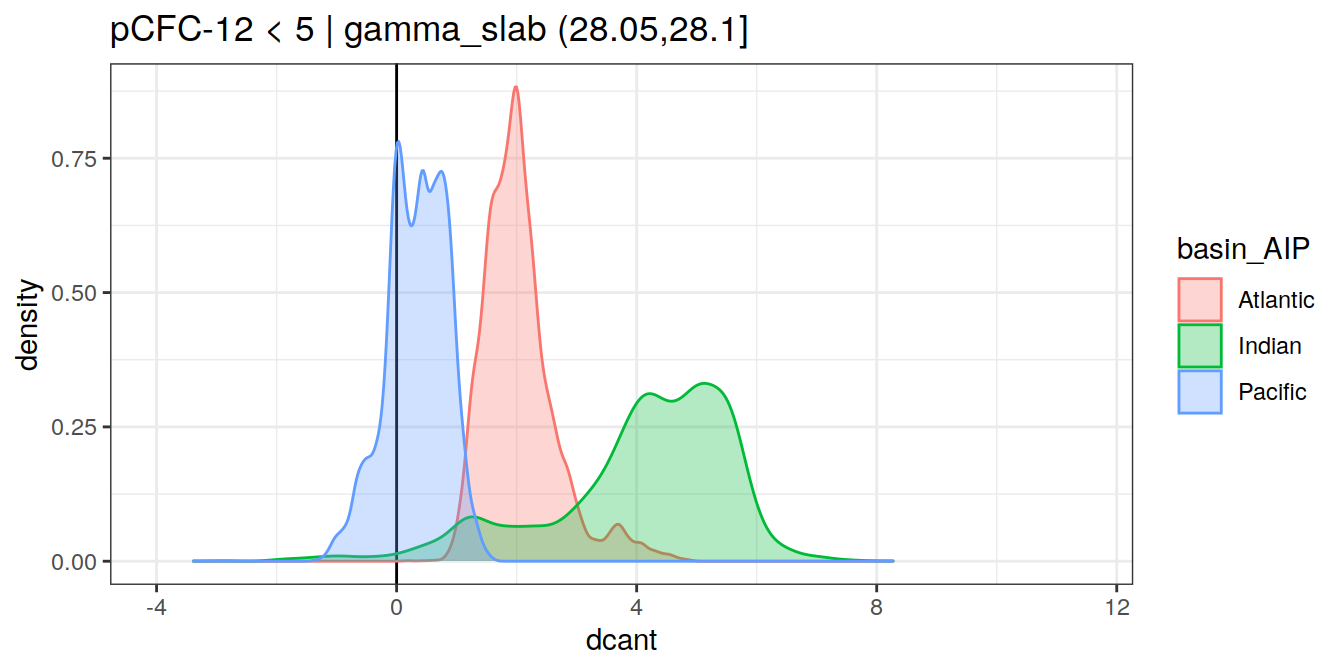 pCFC-12 < 5 | gamma_slab (28.05,28.1]
density
0.75
0.50
0.25
0.00
-4 0 4 8 12
dcant
basin_AIP
Atlantic
Indian
Pacific